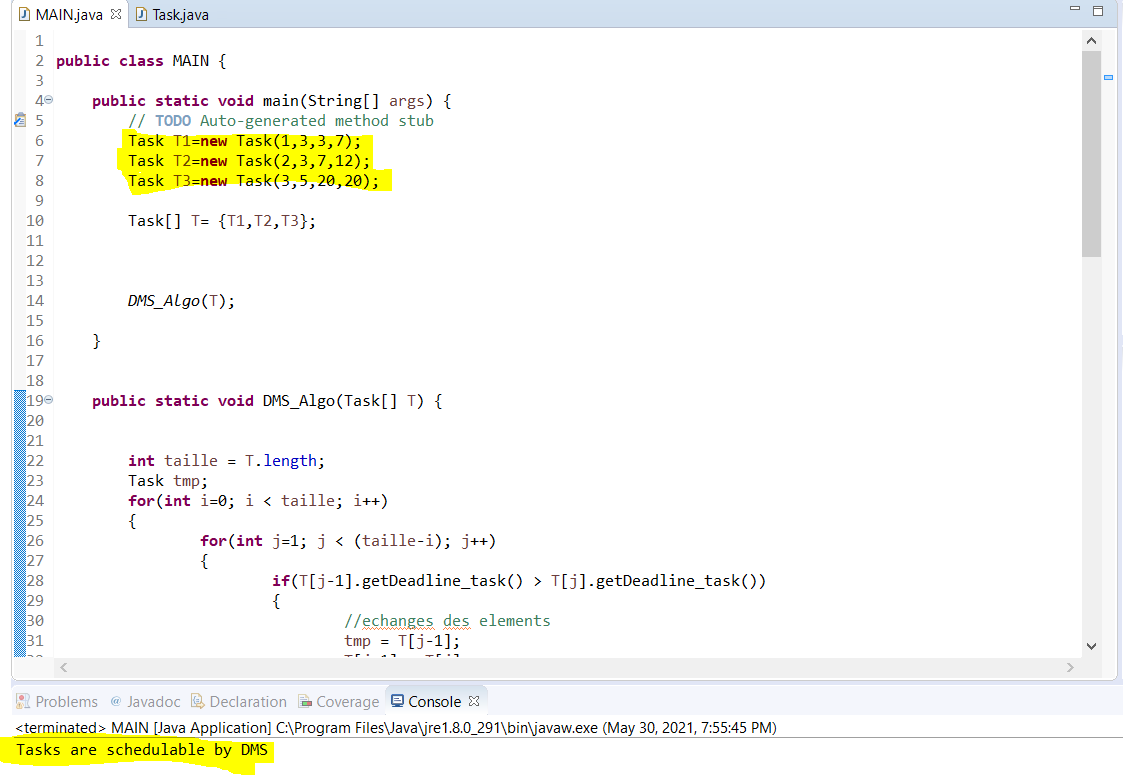 MAIN.java Task.java
1
2 public class MAIN {
3
4 public static void main(String[] args) {
5 // TODO Auto-generated method stub
6 Task T1=new Task(1,3,3,7);
7 Task T2=new Task(2,3,7,12);
8 Task T3=new Task(3,5,20,20);
9
10 Task[] T= {T1,T2,T3};
11
12
13
14 DMS_Algo(T);
15
16 }
17
18
19 public static void DMS_Algo(Task[] T) {
20
21
22 int taille = T.length;
23 Task tmp;
24 for(int i=0; i < taille; i++)
25 {
26 for(int j=1; j < (taille-i); j++)
27 {
28 if(T[j-1].getDeadline_task() > T[j].getDeadline_task())
29 {
30 //echanges des elements
31 tmp = T[j-1];
Problems @ Javadoc Declaration Coverage Console
<terminated> MAIN [Java Application] C:\Program Files\Java\jre1.8.0_291\bin\javaw.exe (May 30, 2021, 7:55:45 PM)
Tasks are schedulable by DMS